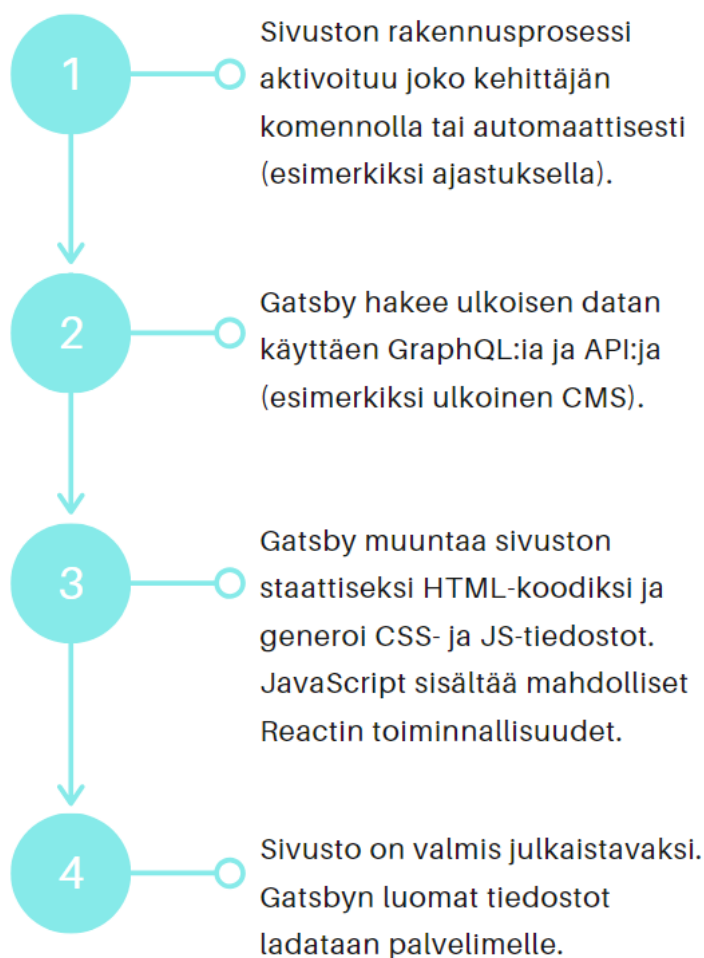 1
Sivuston rakennusprosessi
aktivoituu joko kehittäjän
komennolla tai automaattisesti
(esimerkiksi ajastuksella).
2
Gatsby hakee ulkoisen datan
käyttäen GraphQL:ia ja API:ja
(esimerkiksi ulkoinen CMS).
3
Gatsby muuntaa sivuston
staattiseksi HTML-koodiksi ja
generoi CSS- ja JS-tiedostot.
JavaScript sisältää mahdolliset
Reactin toiminnallisuudet.
4
Sivusto on valmis julkaistavaksi.
Gatsbyn luomat tiedostot
ladataan palvelimelle.